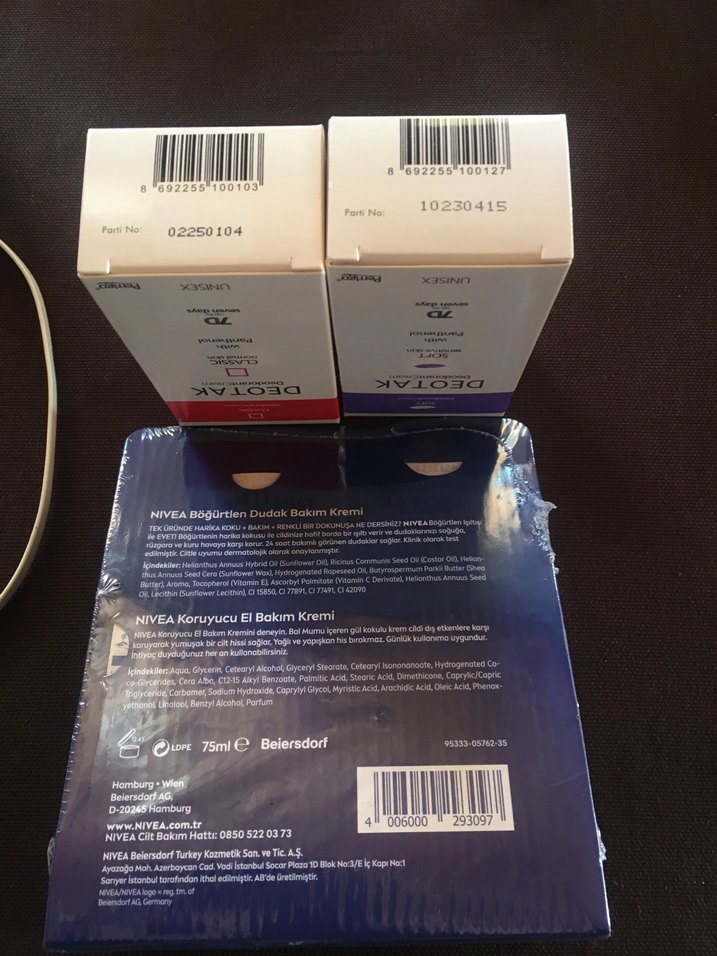 8 692255 100103
Parti No: 02250104
UNISEX
Perrigo
7D
up to
seven days
with
Panthenol
CLASSIC
normal skin
DeodorantCream
DEOTAK
CLASSIC
8 692255 100127
Parti No: 10230415
UNISEX
Perrigo
7D
up to
seven days
with
Panthenol
SOFT
sensitive skin
DeodorantCream
DEOTAK
SOFT
NIVEA Böğürtlen Dudak Bakım Kremi
TEK ÜRÜNDE HARİKA KOKU + BAKIM + RENKLİ BİR DOKUNUŞA NE DERSİNİZ? NIVEA Böğürtlen Işıltısı
ile EVET! Böğürtlenin harika kokusu ile cildinize hafif bordo bir ışıltı verir ve dudaklarınızı soğuğa,
rüzgara ve kuru havaya karşı korur. 24 saat bakımlı görünen dudaklar sağlar. Klinik olarak test
edilmiştir. Ciltle uyumu dermatolojik olarak onaylanmıştır.
İçindekiler: Helianthus Annuus Hybrid Oil (Sunflower Oil), Ricinus Communis Seed Oil (Castor Oil), Helian-
thus Annuus Seed Cera (Sunflower Wax), Hydrogenated Rapeseed Oil, Butyrospermum Parkii Butter (Shea
Butter), Aroma, Tocopherol (Vitamin E), Ascorbyl Palmitate (Vitamin C Derivate), Helianthus Annuus Seed
Oil, Lecithin (Sunflower Lecithin), CI 15850, CI 77891, CI 77491, CI 42090
NIVEA Koruyucu El Bakım Kremi
NIVEA Koruyucu El Bakım Kremini deneyin. Bal Mumu içeren gül kokulu krem cildi dış etkenlere karşı
koruyarak yumuşak bir cilt hissi sağlar. Yağlı ve yapışkan his bırakmaz. Günlük kullanıma uygundur.
İhtiyaç duyduğunuz her an kullanabilirsiniz.
İçindekiler: Aqua, Glycerin, Cetearyl Alcohol, Glyceryl Stearate, Cetearyl Isononanoate, Hydrogenated Co-
co-Glycerides, Cera Alba, C12-15 Alkyl Benzoate, Palmitic Acid, Stearic Acid, Dimethicone, Caprylic/Capric
Triglyceride, Carbomer, Sodium Hydroxide, Caprylyl Glycol, Myristic Acid, Arachidic Acid, Oleic Acid, Phenox-
yethanol, Linalool, Benzyl Alcohol, Parfum
12 AY
LDPE 75ml e Beiersdorf
95333-05762-35
Hamburg • Wien
Beiersdorf AG,
D-20245 Hamburg
www.NIVEA.com.tr
NIVEA Cilt Bakım Hattı: 0850 522 03 73
4 006000 293097
NIVEA Beiersdorf Turkey Kozmetik San. ve Tic. A.Ş.
Ayazağa Mah. Azerbaycan Cad. Vadi İstanbul Socar Plaza 1D Blok No:3/E İç Kapı No:1
Sarıyer İstanbul tarafından ithal edilmiştir. AB'de üretilmiştir.
NIVEA/NIVEA logo = reg. tm. of
Beiersdorf AG, Germany